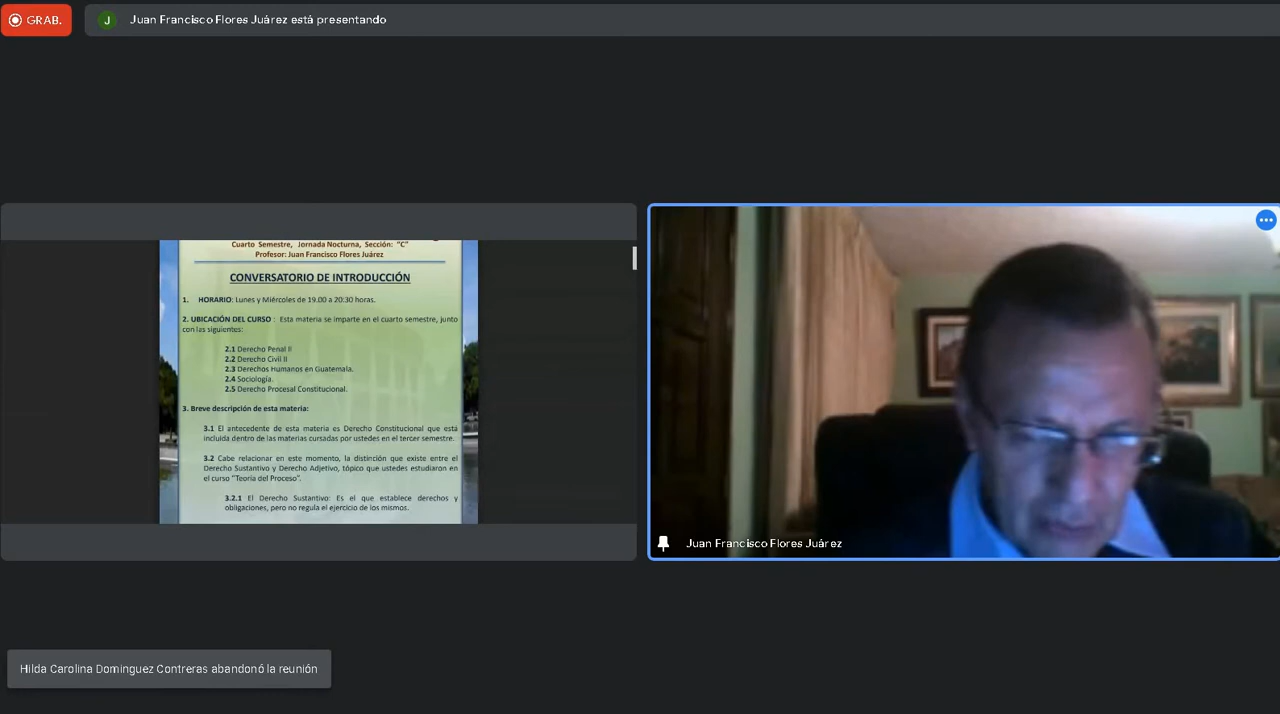 GRAB.
J
Juan Francisco Flores Juárez está presentando
Cuarto Semestre, Jornada Nocturna, Sección: "C"
Profesor: Juan Francisco Flores Juárez
CONVERSATORIO DE INTRODUCCIÓN
1. HORARIO: Lunes y Miércoles de 19.00 a 20:30 horas.
2. UBICACIÓN DEL CURSO : Esta materia se imparte en el cuarto semestre, junto
con las siguientes:
2.1 Derecho Penal II
2.2 Derecho Civil II
2.3 Derechos Humanos en Guatemala.
2.4 Sociología.
2.5 Derecho Procesal Constitucional.
3. Breve descripción de esta materia:
3.1 El antecedente de esta materia es Derecho Constitucional que está
incluida dentro de las materias cursadas por ustedes en el tercer semestre.
3.2 Cabe relacionar en este momento, la distinción que existe entre el
Derecho Sustantivo y Derecho Adjetivo, tópico que ustedes estudiaron en
el curso "Teoría del Proceso".
3.2.1 El Derecho Sustantivo: Es el que establece derechos y
obligaciones, pero no regula el ejercicio de los mismos.
Juan Francisco Flores Juárez
Hilda Carolina Dominguez Contreras abandonó la reunión